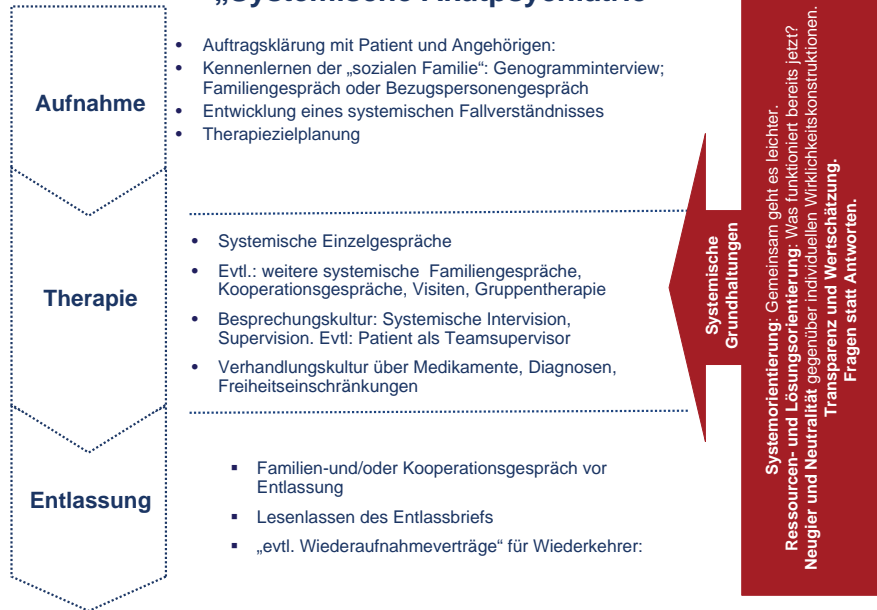 „Systemische Akutpsychiatrie“
Aufnahme
• Auftragsklärung mit Patient und Angehörigen:
• Kennenlernen der „sozialen Familie“: Genogramminterview;
Familiengespräch oder Bezugspersonengespräch
• Entwicklung eines systemischen Fallverständnisses
• Therapiezielplanung
Therapie
• Systemische Einzelgespräche
• Evtl.: weitere systemische Familiengespräche,
Kooperationsgespräche, Visiten, Gruppentherapie
• Besprechungskultur: Systemische Intervision,
Supervision. Evtl: Patient als Teamsupervisor
• Verhandlungskultur über Medikamente, Diagnosen,
Freiheitseinschränkungen
Entlassung
▪ Familien-und/oder Kooperationsgespräch vor
Entlassung
▪ Lesenlassen des Entlassbriefs
▪ „evtl. Wiederaufnahmeverträge“ für Wiederkehrer:
Systemische
Grundhaltungen
Systemorientierung: Gemeinsam geht es leichter.
Ressourcen- und Lösungsorientierung: Was funktioniert bereits jetzt?
Neugier und Neutralität gegenüber individuellen Wirklichkeitskonstruktionen.
Transparenz und Wertschätzung.
Fragen statt Antworten.